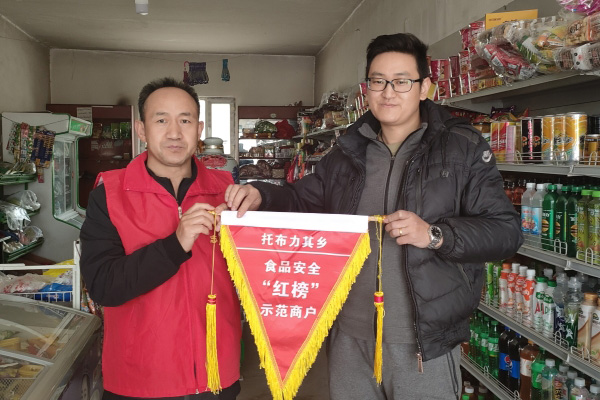 托布力其乡
食品安全
“红榜”
示范商户